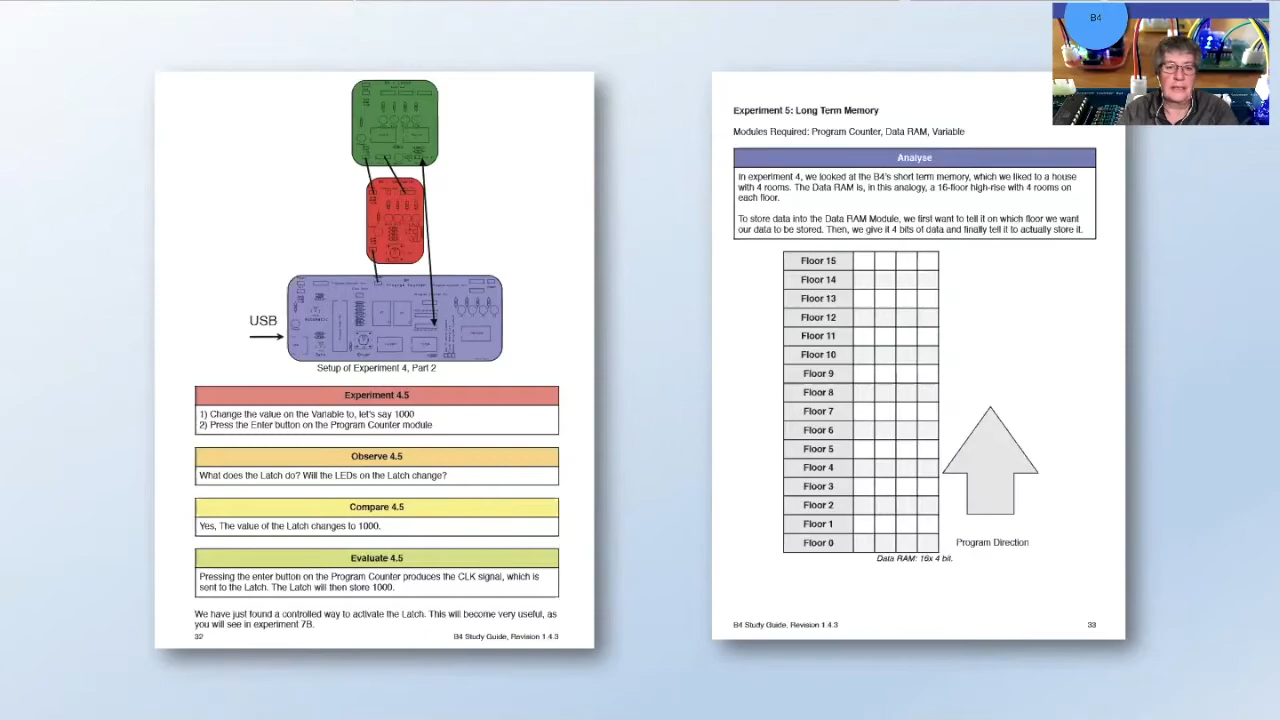 B4
USB
Setup of Experiment 4, Part 2
Experiment 4.5
1) Change the value on the Variable to, let's say 1000
2) Press the Enter button on the Program Counter module
Observe 4.5
What does the Latch do? Will the LEDs on the Latch change?
Compare 4.5
Yes, The value of the Latch changes to 1000.
Evaluate 4.5
Pressing the enter button on the Program Counter produces the CLK signal, which is
sent to the Latch. The Latch will then store 1000.
We have just found a controlled way to activate the Latch. This will become very useful, as
you will see in experiment 7B.
32
B4 Study Guide, Revision 1.4.3
Experiment 5: Long Term Memory
Modules Required: Program Counter, Data RAM, Variable
Analyse
In experiment 4, we looked at the B4's short term memory, which we liked to a house
with 4 rooms. The Data RAM is, in this analogy, a 16-floor high-rise with 4 rooms on
each floor.
To store data into the Data RAM Module, we first want to tell it on which floor we want
our data to be stored. Then, we give it 4 bits of data and finally tell it to actually store it.
Floor 15
Floor 14
Floor 13
Floor 12
Floor 11
Floor 10
Floor 9
Floor 8
Floor 7
Floor 6
Floor 5
Floor 4
Floor 3
Floor 2
Floor 1
Floor 0
Program Direction
Data RAM: 16x 4 bit.
B4 Study Guide, Revision 1.4.3
33